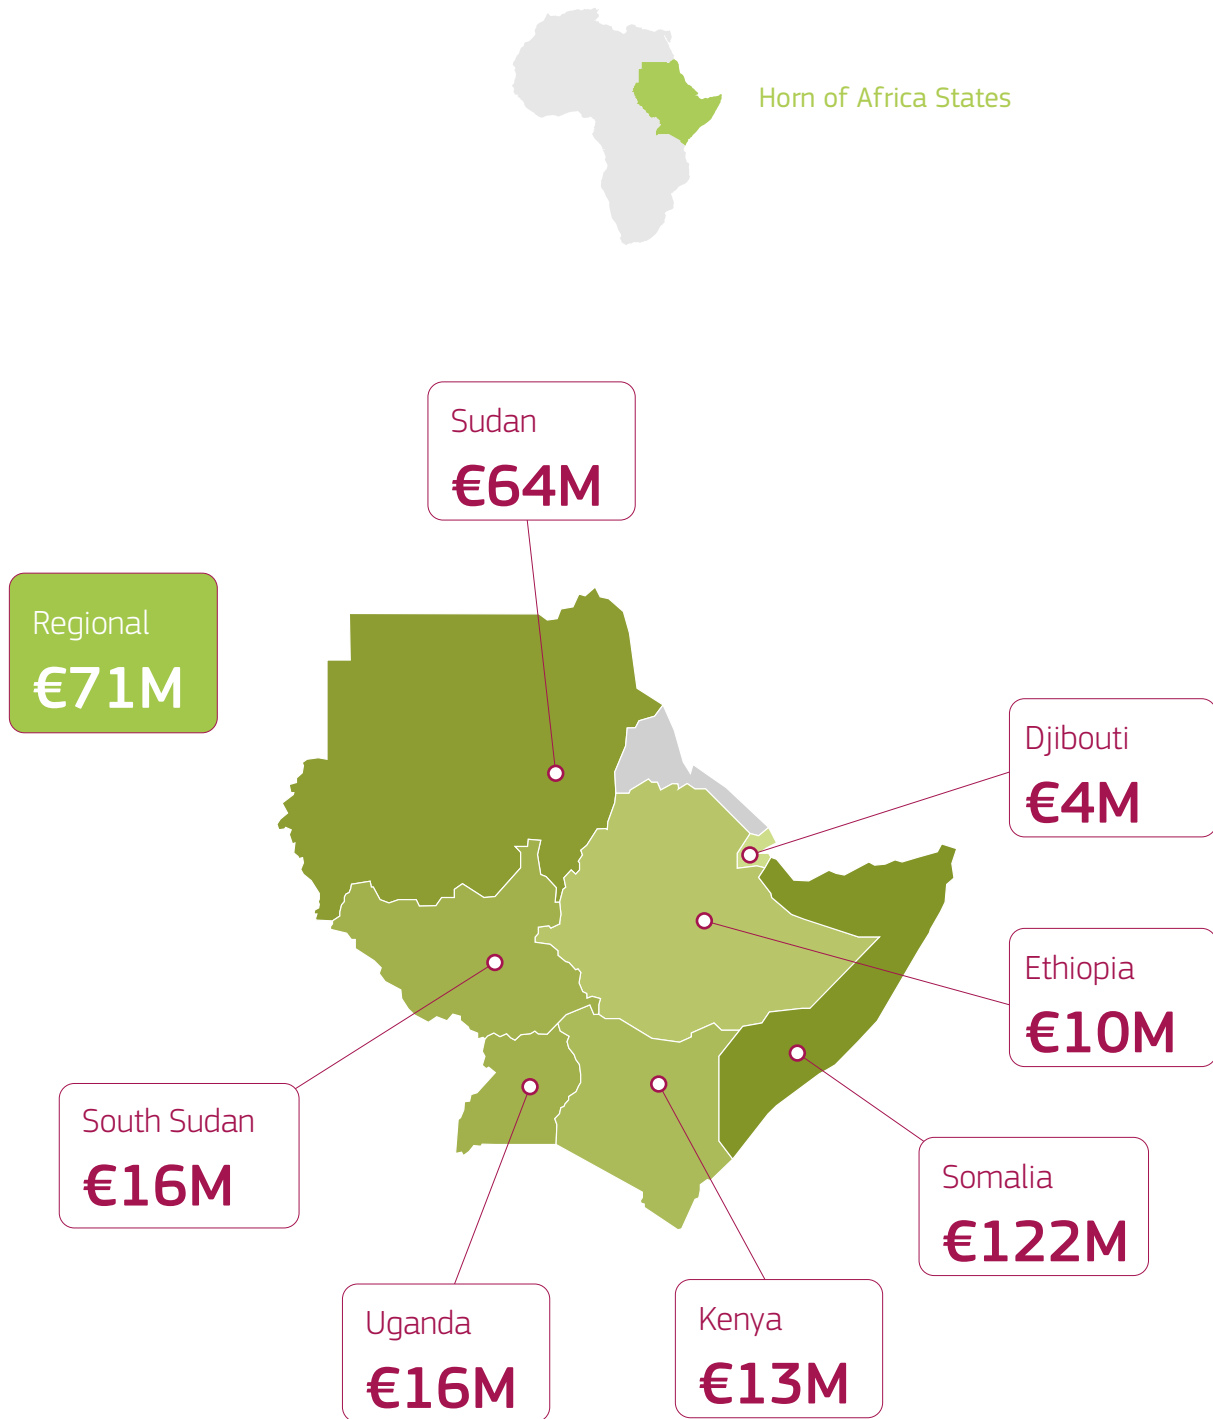 Horn of Africa States
Sudan
€64M
Regional
€71M
Djibouti
€4M
Ethiopia
€10M
South Sudan
€16M
Somalia
€122M
Uganda
€16M
Kenya
€13M